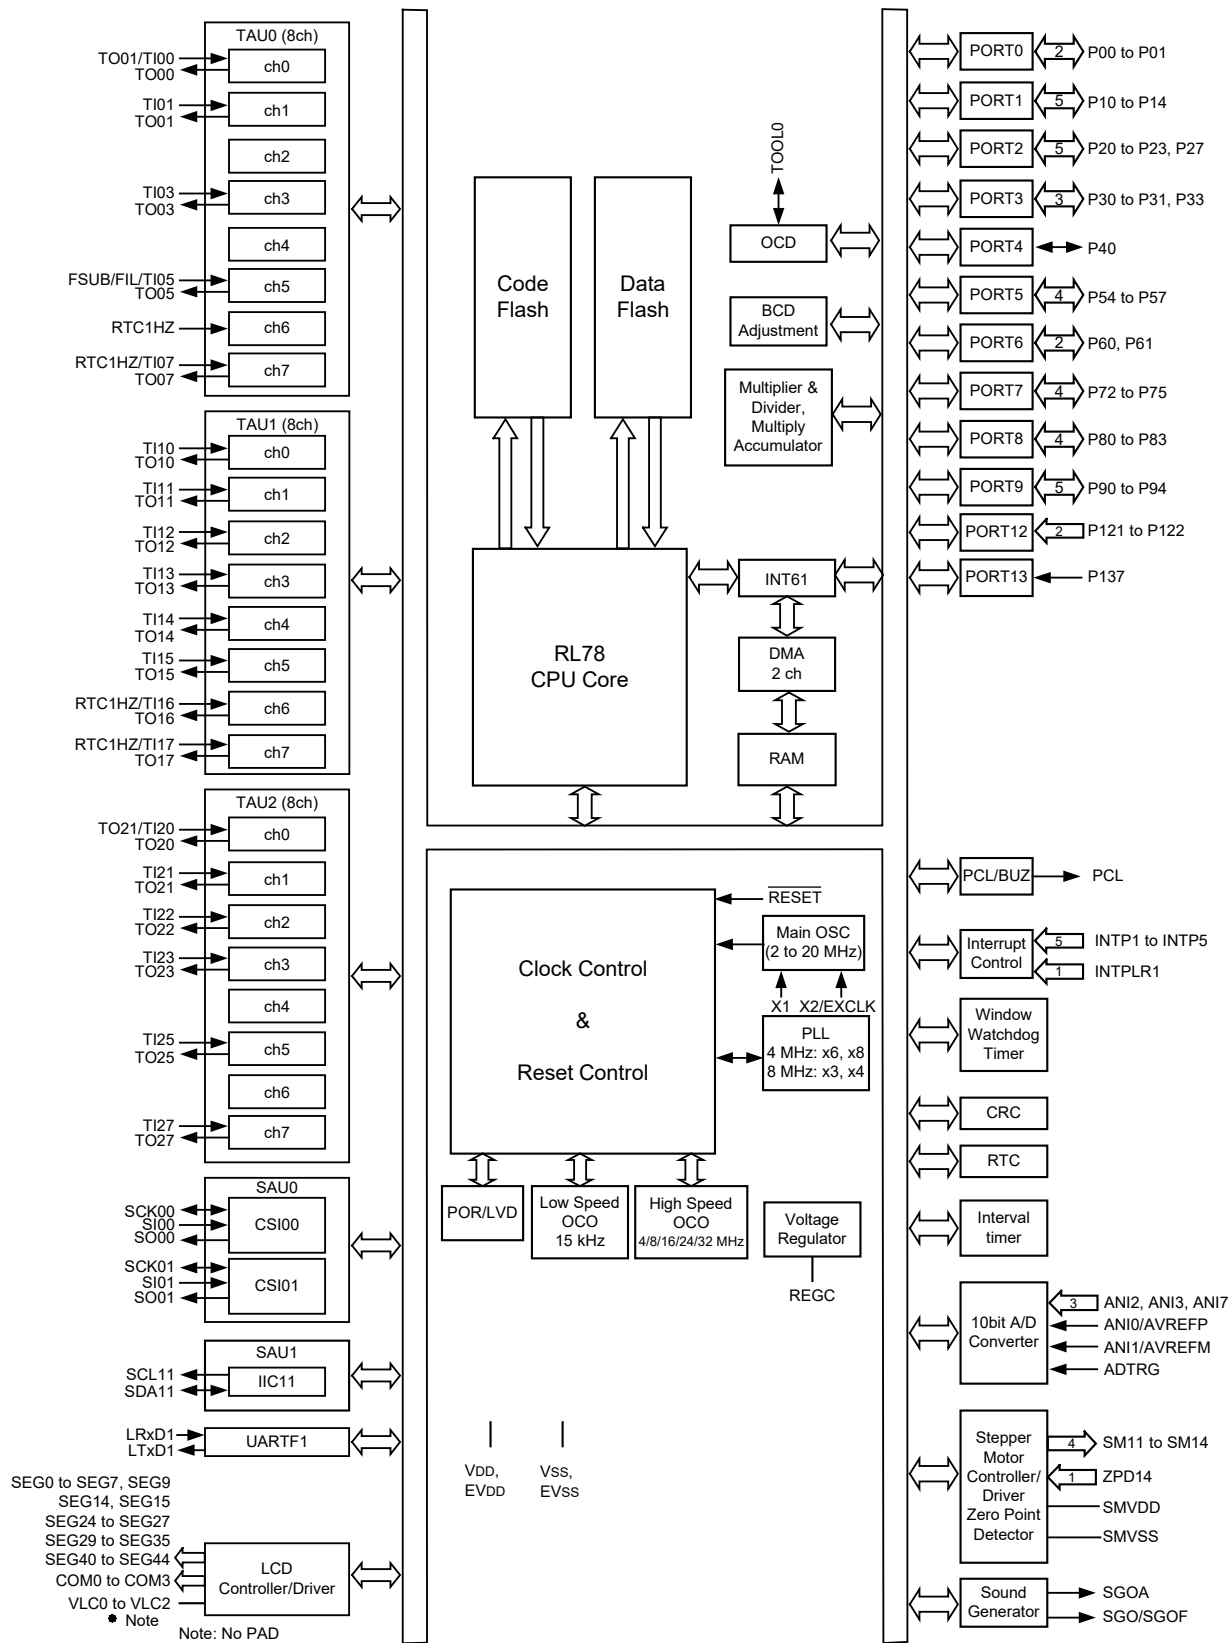 TAU0 (8ch)
TO01/TI00
TO00
ch0
TI01
TO01
ch1
ch2
TI03
TO03
ch3
ch4
FSUB/FIL/TI05
TO05
ch5
RTC1HZ
ch6
RTC1HZ/TI07
TO07
ch7
TAU1 (8ch)
TI10
TO10
ch0
TI11
TO11
ch1
TI12
TO12
ch2
TI13
TO13
ch3
TI14
TO14
ch4
TI15
TO15
ch5
RTC1HZ/TI16
TO16
ch6
RTC1HZ/TI17
TO17
ch7
TAU2 (8ch)
TO21/TI20
TO20
ch0
TI21
TO21
ch1
TI22
TO22
ch2
TI23
TO23
ch3
ch4
TI25
TO25
ch5
ch6
TI27
TO27
ch7
SAU0
SCK00
SI00
SO00
CSI00
SCK01
SI01
SO01
CSI01
SAU1
SCL11
SDA11
IIC11
LRxD1
LTxD1
UARTF1
SEG0 to SEG7, SEG9
SEG14, SEG15
SEG24 to SEG27
SEG29 to SEG35
SEG40 to SEG44
COM0 to COM3
VLC0 to VLC2
● Note
LCD
Controller/Driver
Note: No PAD
Code
Flash
Data
Flash
RL78
CPU Core
TOOL0
OCD
BCD
Adjustment
Multiplier &
Divider,
Multiply
Accumulator
INT61
DMA
2 ch
RAM
Clock Control
&
Reset Control
RESET
Main OSC
(2 to 20 MHz)
X1 X2/EXCLK
PLL
4 MHz: x6, x8
8 MHz: x3, x4
POR/LVD
Low Speed
OCO
15 kHz
High Speed
OCO
4/8/16/24/32 MHz
Voltage
Regulator
REGC
VDD,
EVDD
VSS,
EVSS
PORT0 2 P00 to P01
PORT1 5 P10 to P14
PORT2 5 P20 to P23, P27
PORT3 3 P30 to P31, P33
PORT4 P40
PORT5 4 P54 to P57
PORT6 2 P60, P61
PORT7 4 P72 to P75
PORT8 4 P80 to P83
PORT9 5 P90 to P94
PORT12 2 P121 to P122
PORT13 P137
PCL/BUZ PCL
Interrupt
Control
5 INTP1 to INTP5
1 INTPLR1
Window
Watchdog
Timer
CRC
RTC
Interval
timer
10bit A/D
Converter
3 ANI2, ANI3, ANI7
ANI0/AVREFP
ANI1/AVREFM
ADTRG
Stepper
Motor
Controller/
Driver
Zero Point
Detector
4 SM11 to SM14
1 ZPD14
SMVDD
SMVSS
Sound
Generator
SGOA
SGO/SGOF